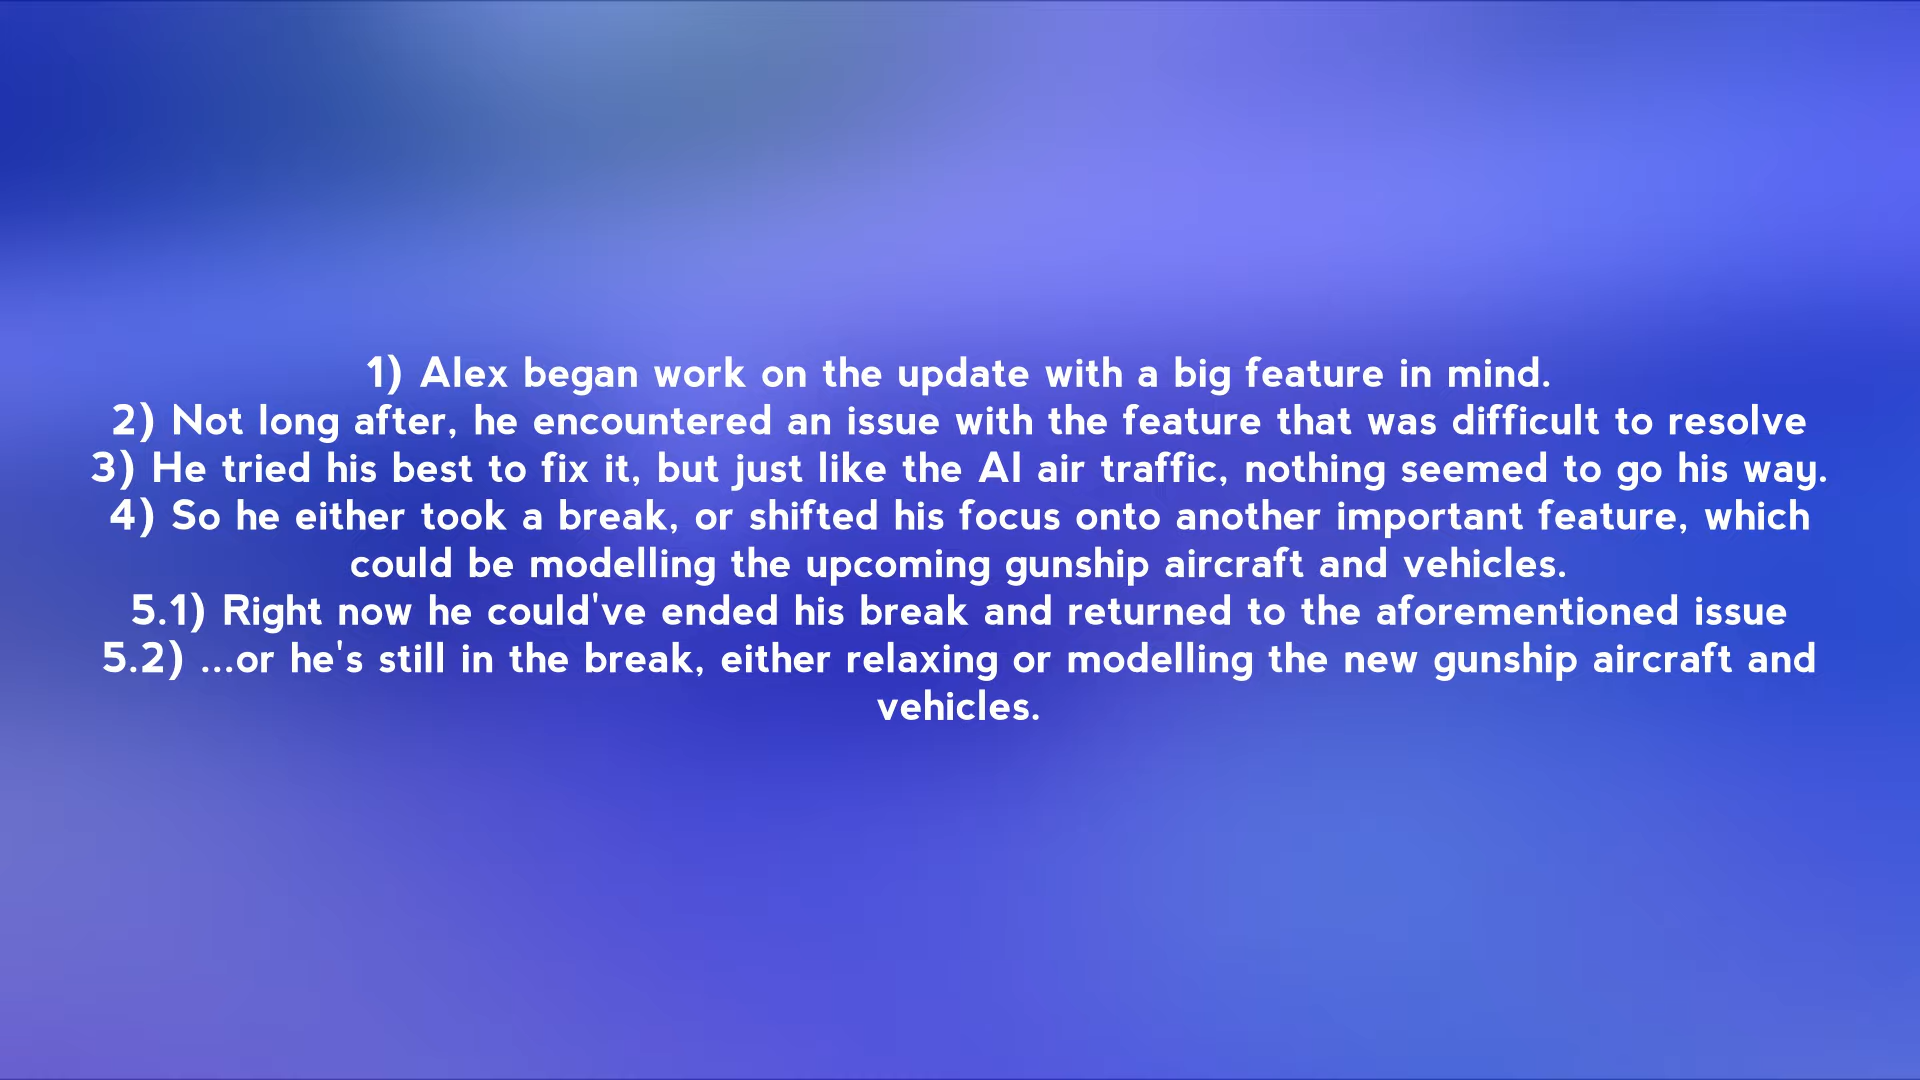 1) Alex began work on the update with a big feature in mind.
2) Not long after, he encountered an issue with the feature that was difficult to resolve
3) He tried his best to fix it, but just like the AI air traffic, nothing seemed to go his way.
4) So he either took a break, or shifted his focus onto another important feature, which
could be modelling the upcoming gunship aircraft and vehicles.
5.1) Right now he could've ended his break and returned to the aforementioned issue
5.2) ...or he's still in the break, either relaxing or modelling the new gunship aircraft and
vehicles.